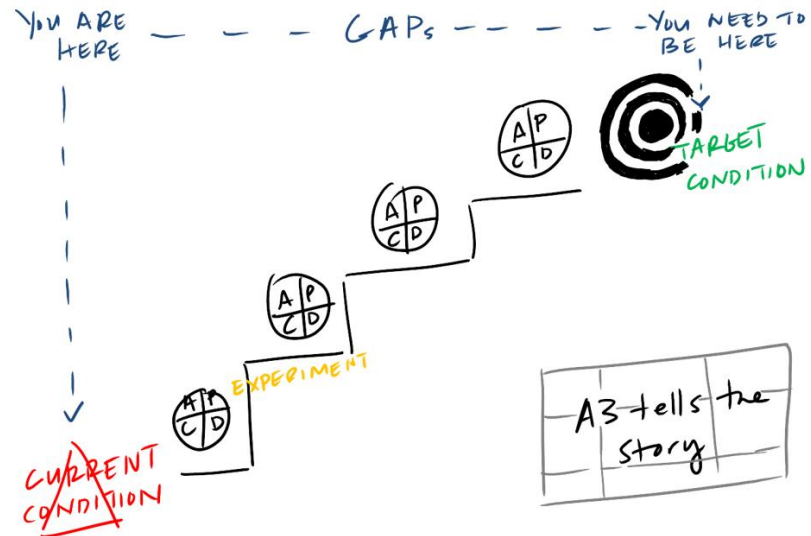 YOU ARE
HERE
GAPs
YOU NEED TO
BE HERE
A P
C D
TARGET
CONDITION
A P
C D
A P
C D
EXPERIMENT
A P
C D
CURRENT
CONDITION
A3 tells the
story